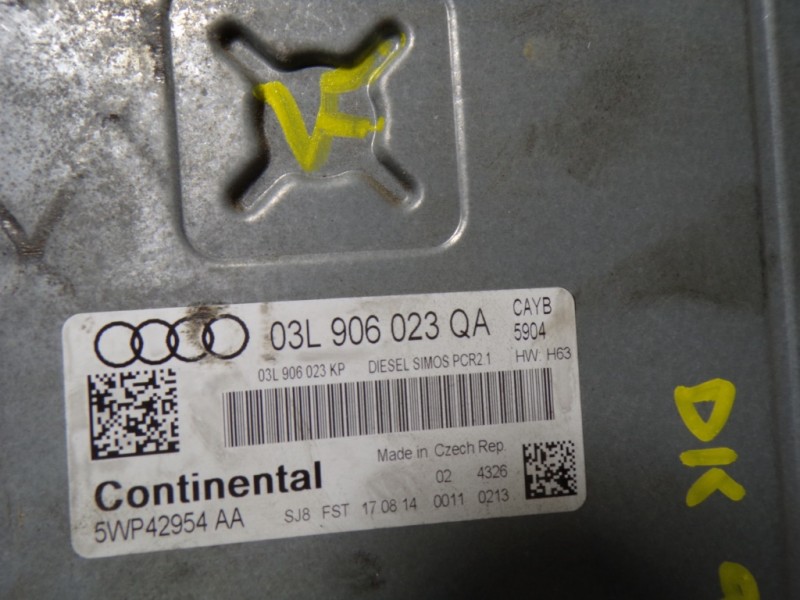 VF
03L 906 023 QA
CAYB
5904
03L 906 023 KP DIESEL SIMOS PCR2.1 HW: H63
Made in Czech Rep.
02 4326
Continental
5WP42954 AA SJ8 FST 17.08.14 0011 0213
DK